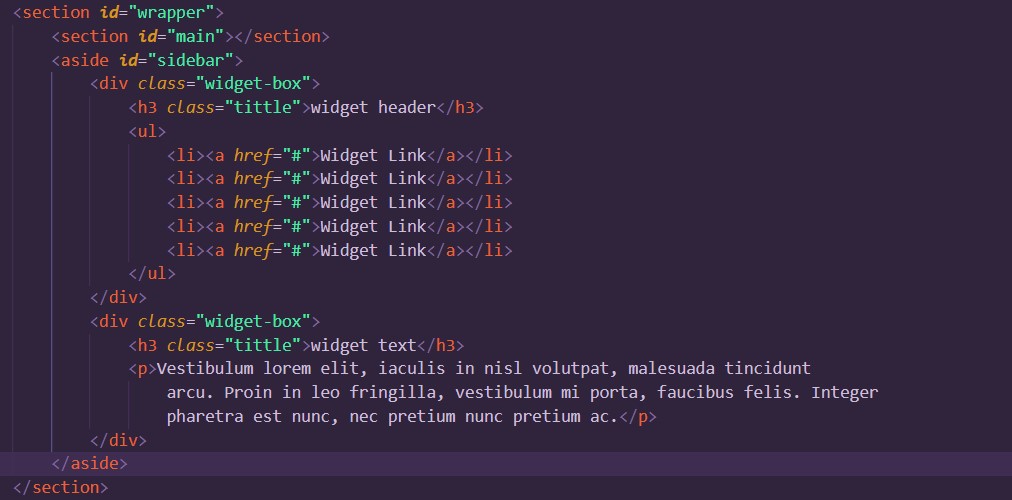 <section id="wrapper">
    <section id="main"></section>
    <aside id="sidebar">
        <div class="widget-box">
            <h3 class="tittle">widget header</h3>
            <ul>
                <li><a href="#">Widget Link</a></li>
                <li><a href="#">Widget Link</a></li>
                <li><a href="#">Widget Link</a></li>
                <li><a href="#">Widget Link</a></li>
                <li><a href="#">Widget Link</a></li>
            </ul>
        </div>
        <div class="widget-box">
            <h3 class="tittle">widget text</h3>
            <p>Vestibulum lorem elit, iaculis in nisl volutpat, malesuada tincidunt
                arcu. Proin in leo fringilla, vestibulum mi porta, faucibus felis. Integer
                pharetra est nunc, nec pretium nunc pretium ac.</p>
        </div>
    </aside>
</section>